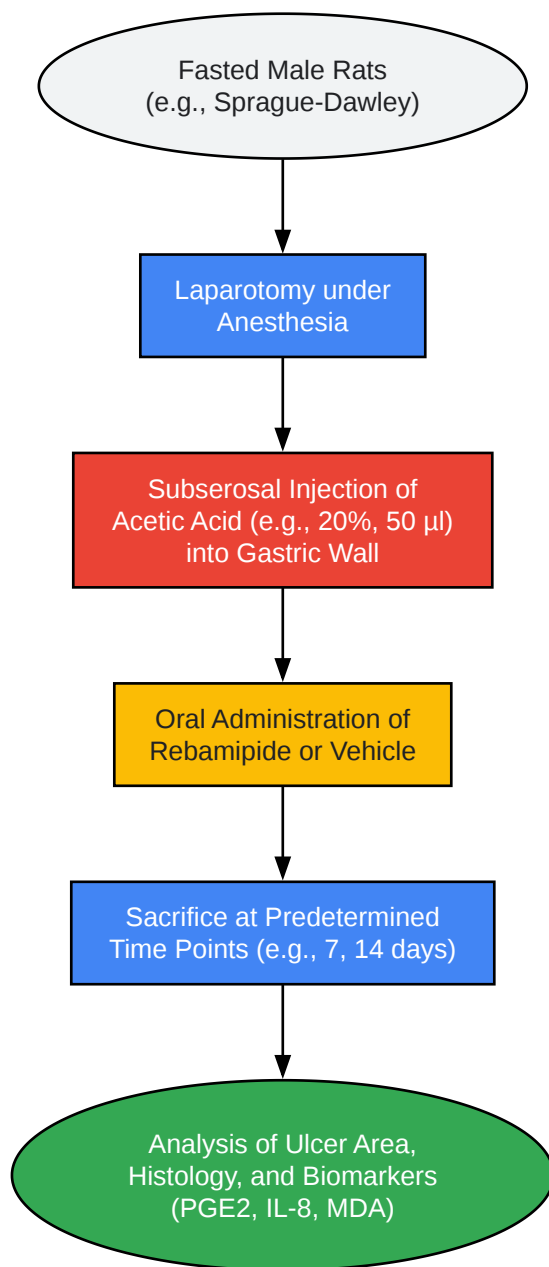 Fasted Male Rats
(e.g., Sprague-Dawley)
Laparotomy under
Anesthesia
Subserosal Injection of
Acetic Acid (e.g., 20%, 50 µl)
into Gastric Wall
Oral Administration of
Rebamipide or Vehicle
Sacrifice at Predetermined
Time Points (e.g., 7, 14 days)
Analysis of Ulcer Area,
Histology, and Biomarkers
(PGE2, IL-8, MDA)